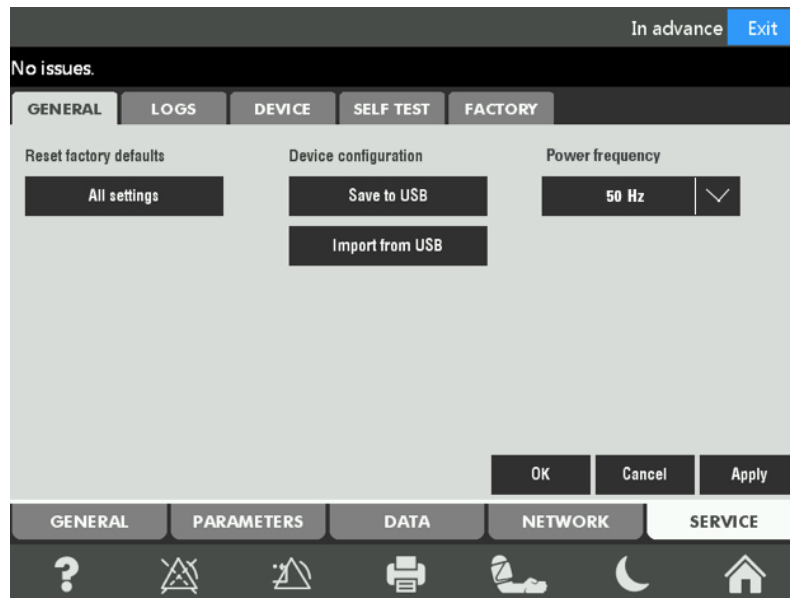 In advance Exit
No issues.
GENERAL LOGS DEVICE SELF TEST FACTORY
Reset factory defaults Device configuration Power frequency
All settings Save to USB 50 Hz
Import from USB
OK Cancel Apply
GENERAL PARAMETERS DATA NETWORK SERVICE
?